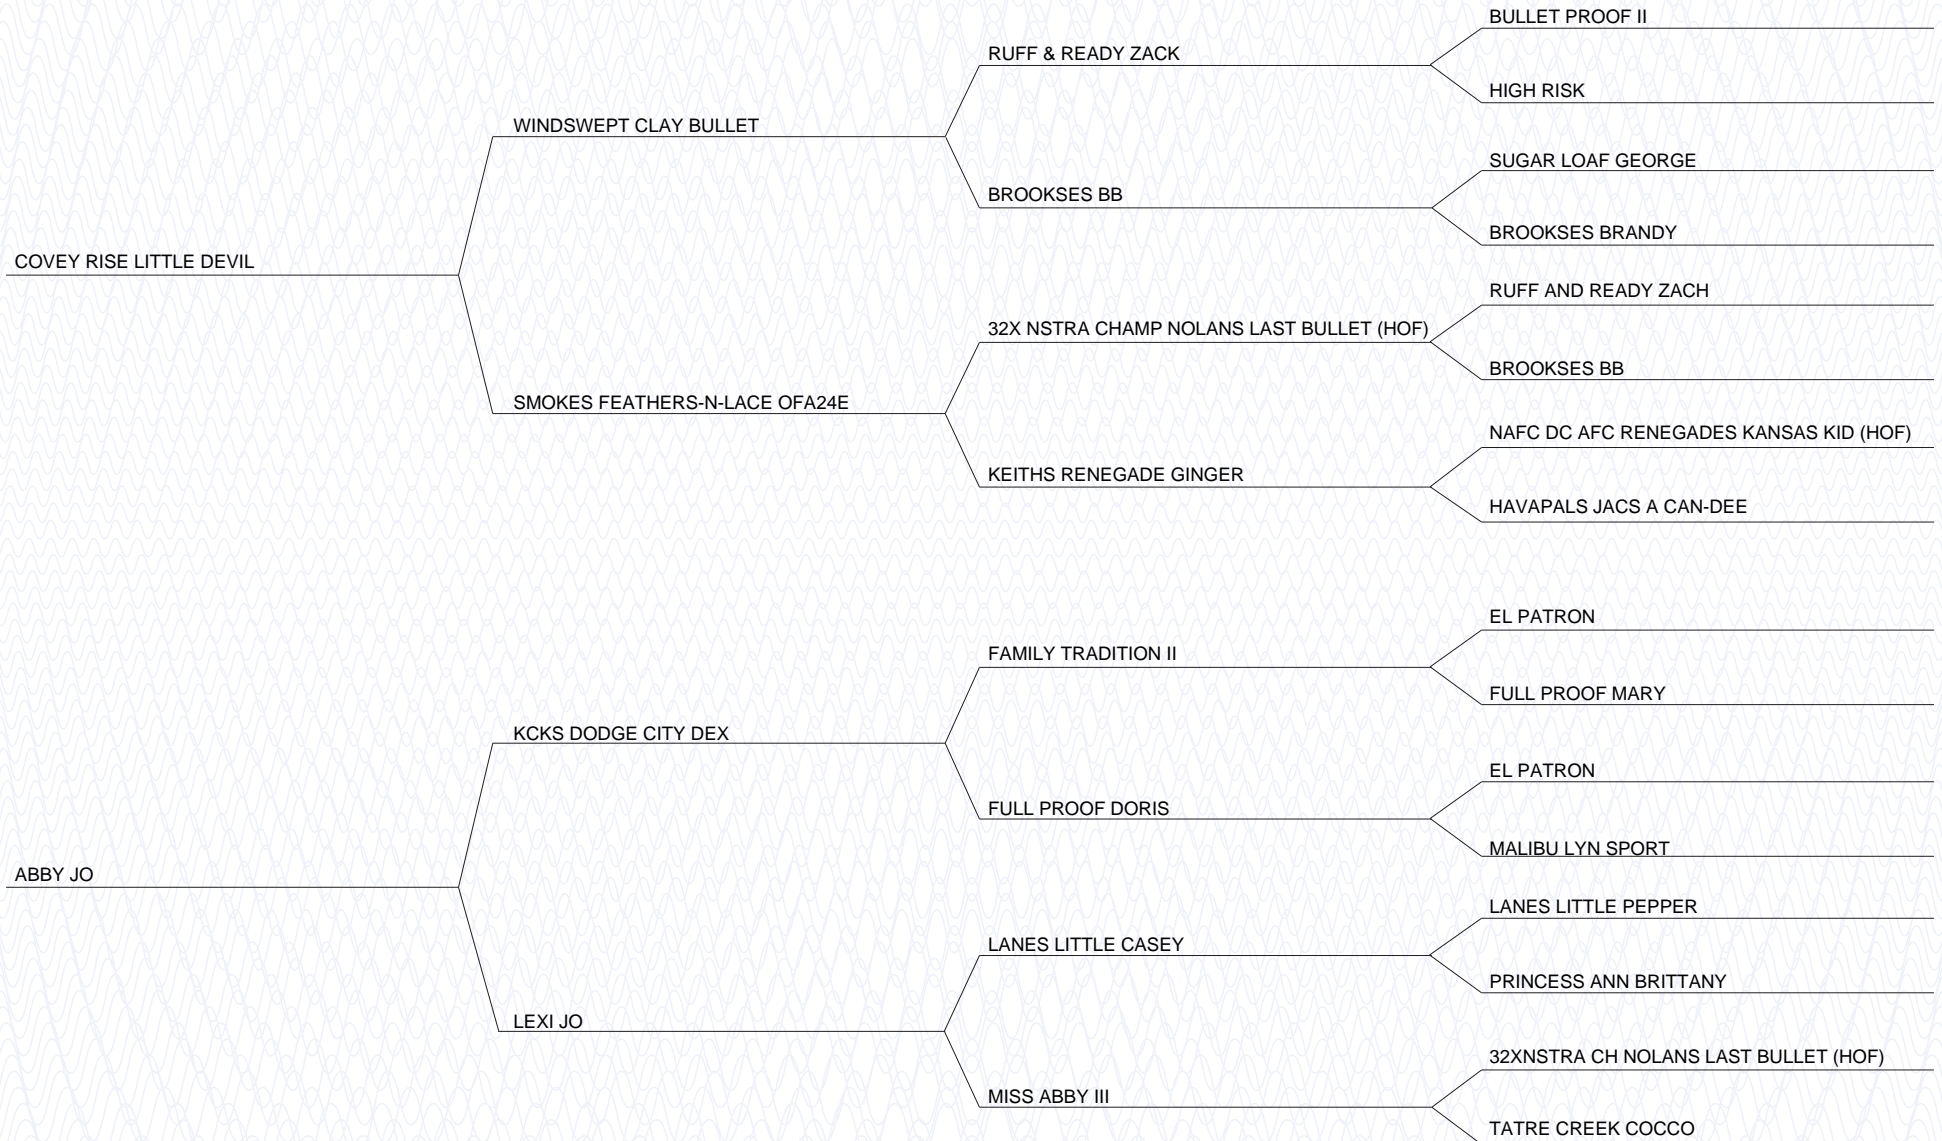 BULLET PROOF II
RUFF & READY ZACK
HIGH RISK
WINDSWEPT CLAY BULLET
SUGAR LOAF GEORGE
BROOKSES BB
BROOKSES BRANDY
COVEY RISE LITTLE DEVIL
RUFF AND READY ZACH
32X NSTRA CHAMP NOLANS LAST BULLET (HOF)
BROOKSES BB
SMOKES FEATHERS-N-LACE OFA24E
NAFC DC AFC RENEGADES KANSAS KID (HOF)
KEITHS RENEGADE GINGER
HAVAPALS JACS A CAN-DEE
EL PATRON
FAMILY TRADITION II
FULL PROOF MARY
KCKS DODGE CITY DEX
EL PATRON
FULL PROOF DORIS
MALIBU LYN SPORT
ABBY JO
LANES LITTLE PEPPER
LANES LITTLE CASEY
PRINCESS ANN BRITTANY
LEXI JO
32XNSTRA CH NOLANS LAST BULLET (HOF)
MISS ABBY III
TATRE CREEK COCCO